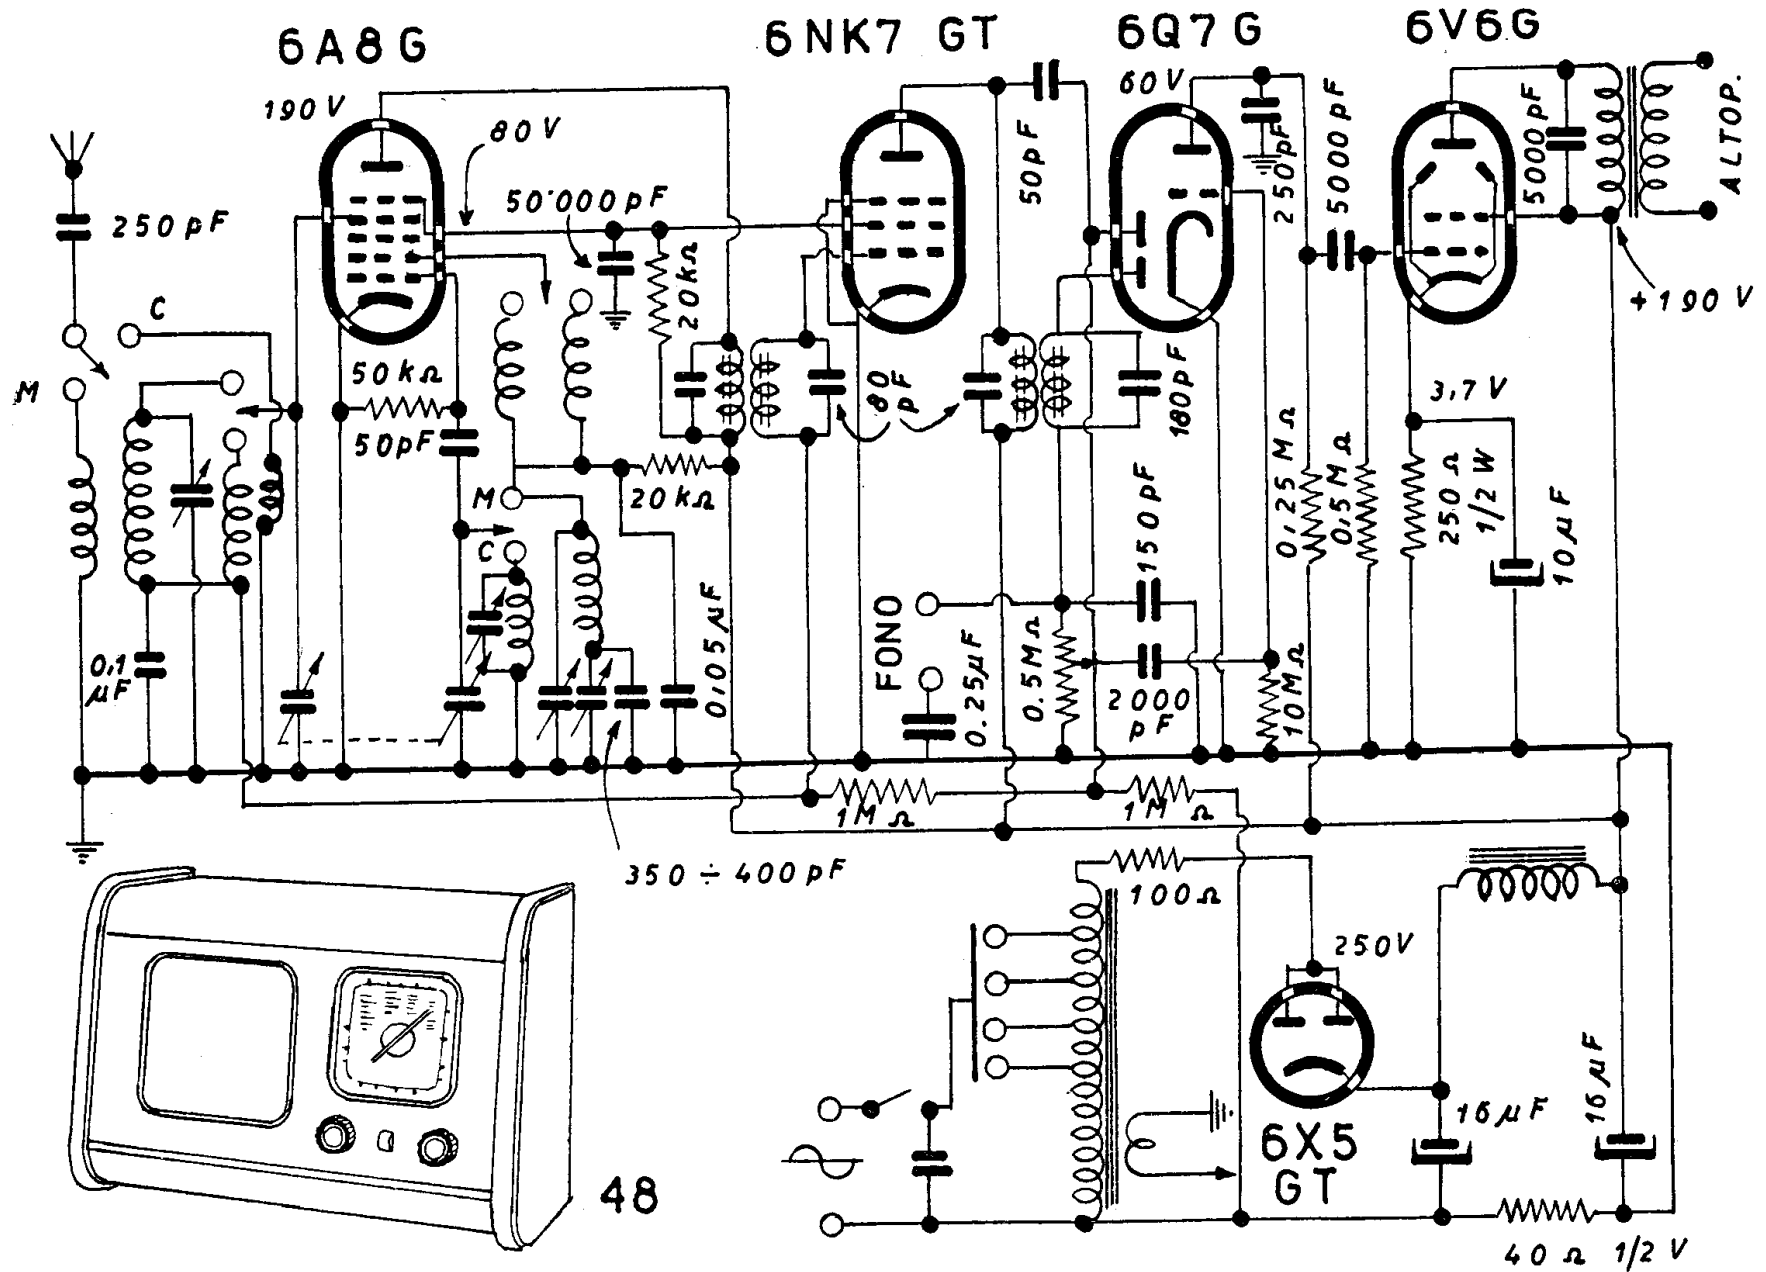 6A8G
6NK7 GT
6Q7G
6V6G
190V
80V
60V
250pF
50.000pF
50pF
250pF
5000pF
5000pF
ALTOP.
C
M
50kΩ
50pF
20kΩ
80
pF
180pF
+190V
3,7V
M
20kΩ
C
0,1
µF
0,05µF
FONO
0.25µF
0.5MΩ
150pF
2000
pF
10MΩ
0,25MΩ
0,5MΩ
250Ω
1/2W
10µF
1MΩ
1MΩ
350÷400pF
100Ω
250V
6X5
GT
16µF
16µF
40Ω 1/2V
48